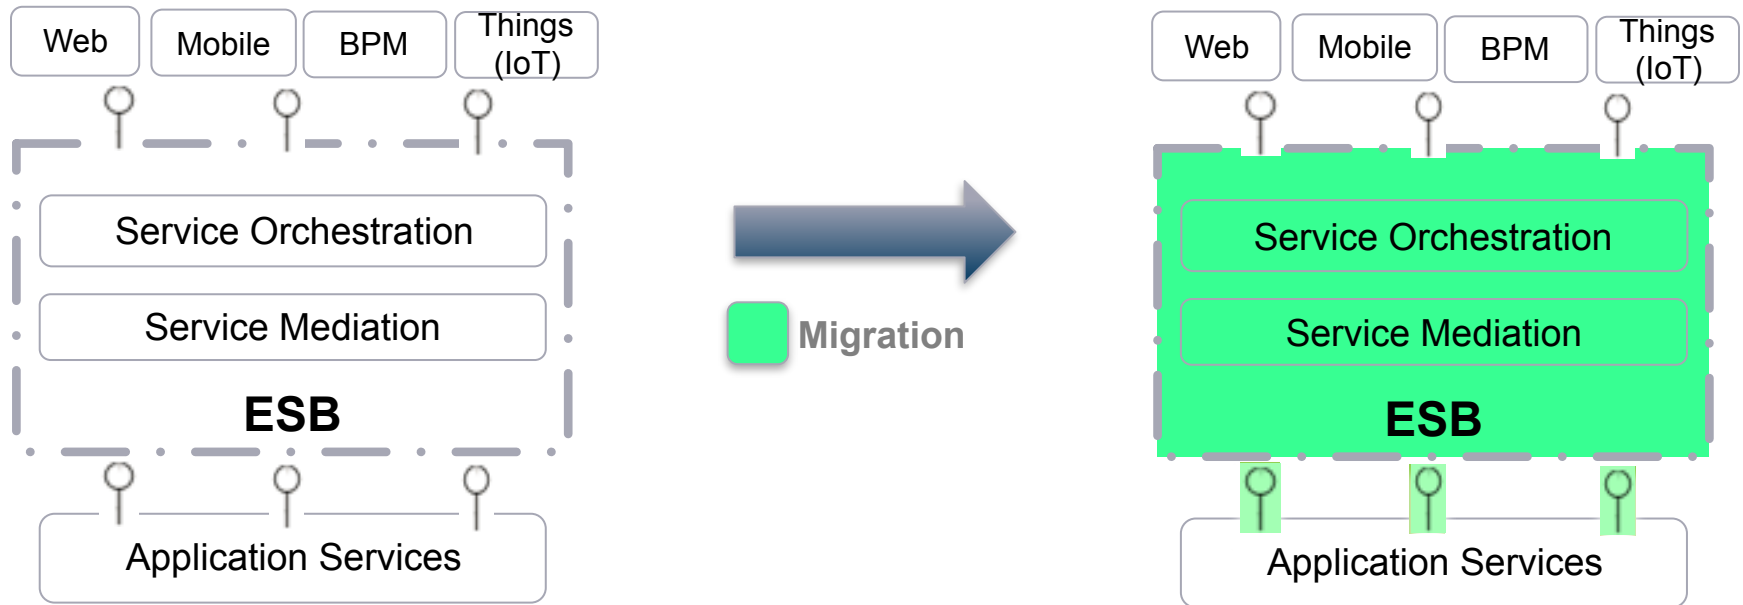 Web
Mobile
BPM
Things
(IoT)
Service Orchestration
Service Mediation
ESB
Application Services
Migration
Web
Mobile
BPM
Things
(IoT)
Service Orchestration
Service Mediation
ESB
Application Services